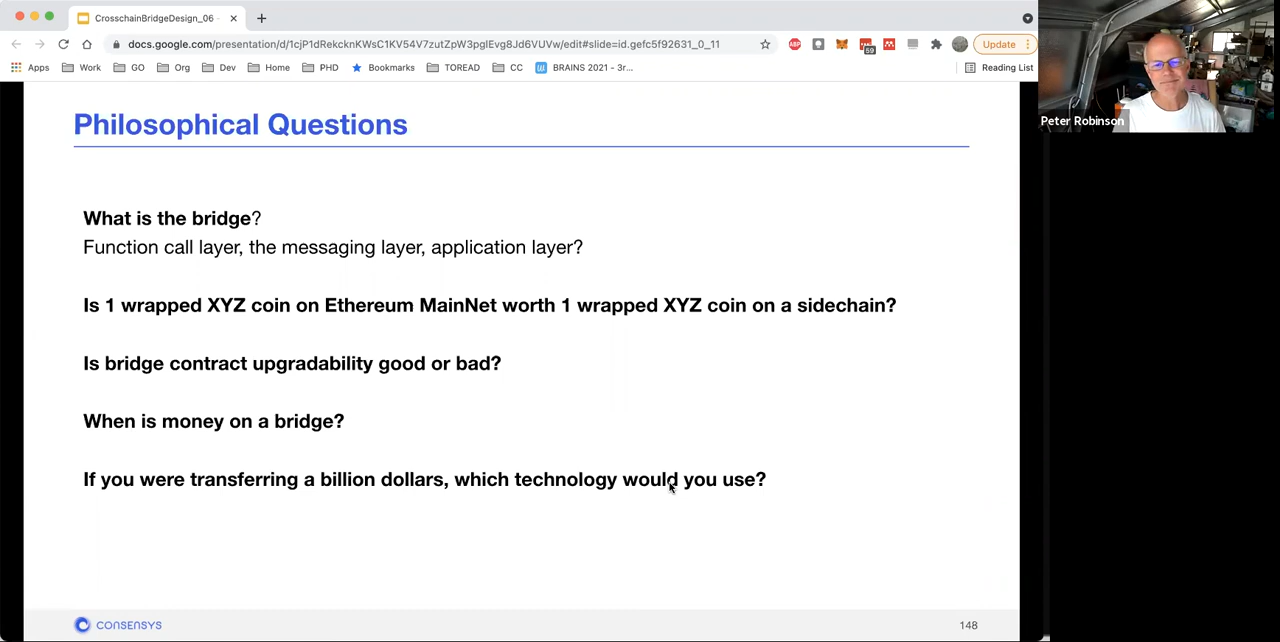 CrosschainBridgeDesign_06
docs.google.com/presentation/d/1cjP1dRekcknKWsC1KV54V7zutZpW3pgIEvg8Jd6VUVw/edit#slide=id.gefc5f92631_0_11
ABP
59
Update
Apps
Work
GO
Org
Dev
Home
PHD
Bookmarks
TOREAD
CC
BRAINS 2021 - 3r...
Reading List
Peter Robinson
Philosophical Questions
What is the bridge?
Function call layer, the messaging layer, application layer?
Is 1 wrapped XYZ coin on Ethereum MainNet worth 1 wrapped XYZ coin on a sidechain?
Is bridge contract upgradability good or bad?
When is money on a bridge?
If you were transferring a billion dollars, which technology would you use?
CONSENSYS
148